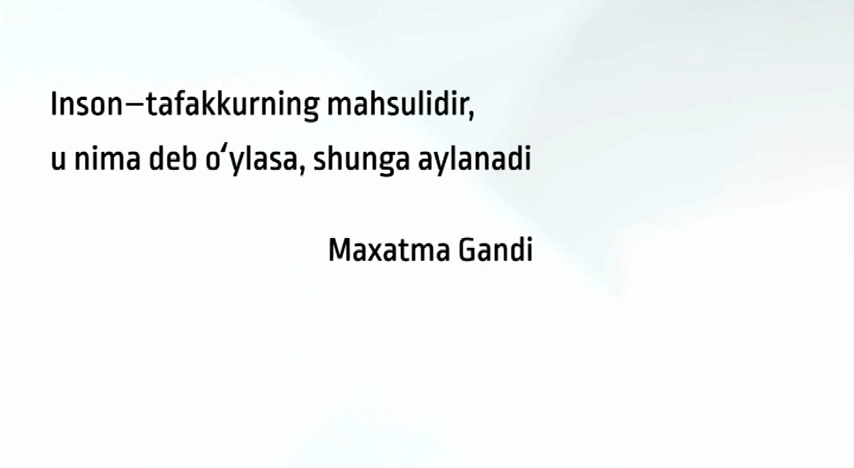 Inson–tafakkurning mahsulidir,
u nima deb oʻylasa, shunga aylanadi
Maxatma Gandi